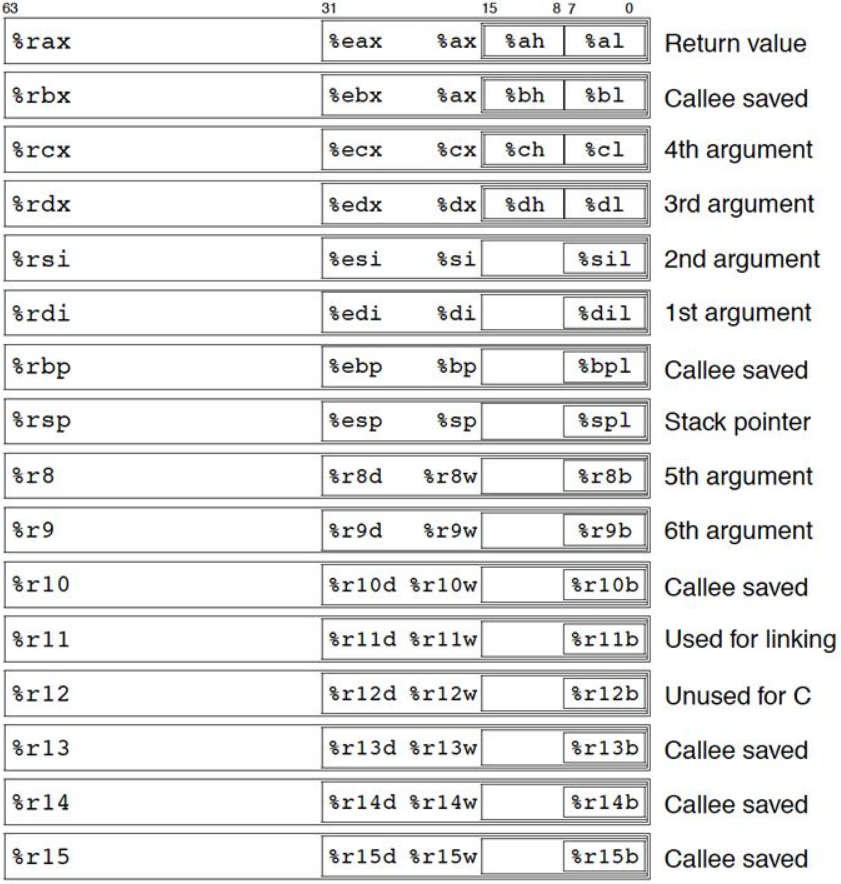 63 31 15 8 7 0
%rax %eax %ax %ah %al Return value
%rbx %ebx %ax %bh %bl Callee saved
%rcx %ecx %cx %ch %cl 4th argument
%rdx %edx %dx %dh %dl 3rd argument
%rsi %esi %si %sil 2nd argument
%rdi %edi %di %dil 1st argument
%rbp %ebp %bp %bpl Callee saved
%rsp %esp %sp %spl Stack pointer
%r8 %r8d %r8w %r8b 5th argument
%r9 %r9d %r9w %r9b 6th argument
%r10 %r10d %r10w %r10b Callee saved
%r11 %r11d %r11w %r11b Used for linking
%r12 %r12d %r12w %r12b Unused for C
%r13 %r13d %r13w %r13b Callee saved
%r14 %r14d %r14w %r14b Callee saved
%r15 %r15d %r15w %r15b Callee saved